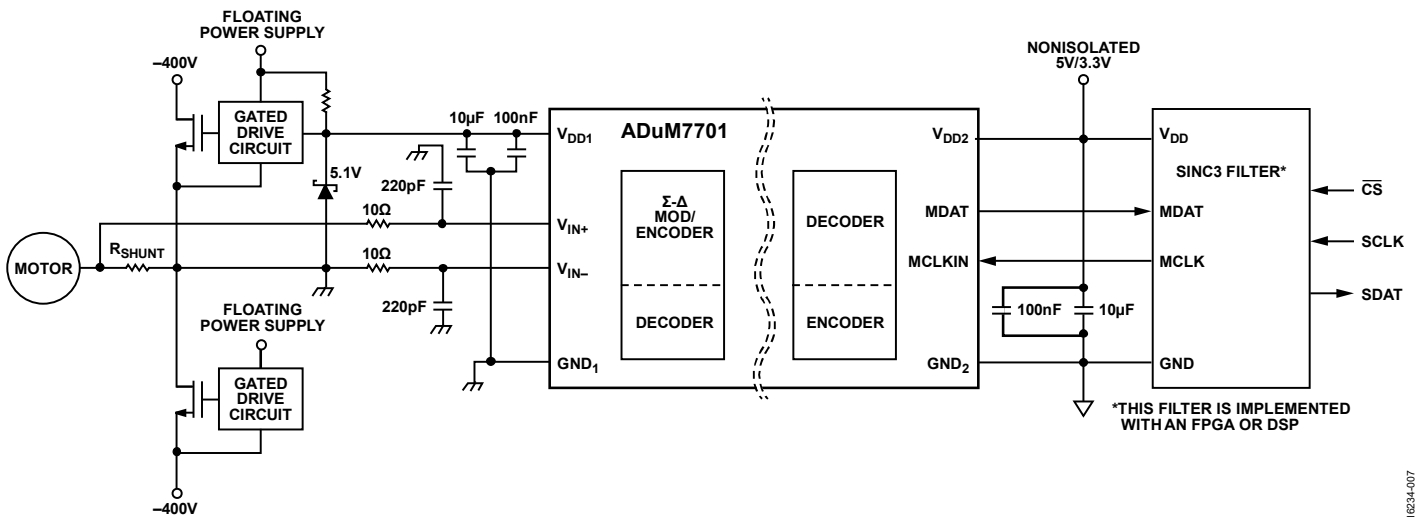 FLOATING
POWER SUPPLY
–400V
GATED
DRIVE
CIRCUIT
5.1V
10µF
100nF
220pF
10Ω
10Ω
220pF
MOTOR
RSHUNT
FLOATING
POWER SUPPLY
GATED
DRIVE
CIRCUIT
–400V
VDD1
VIN+
VIN–
GND1
ADuM7701
Σ-Δ
MOD/
ENCODER
DECODER
DECODER
ENCODER
VDD2
MDAT
MCLKIN
GND2
NONISOLATED
5V/3.3V
100nF
10µF
VDD
SINC3 FILTER*
MDAT
MCLK
GND
CS
SCLK
SDAT
*THIS FILTER IS IMPLEMENTED
WITH AN FPGA OR DSP
16234-007